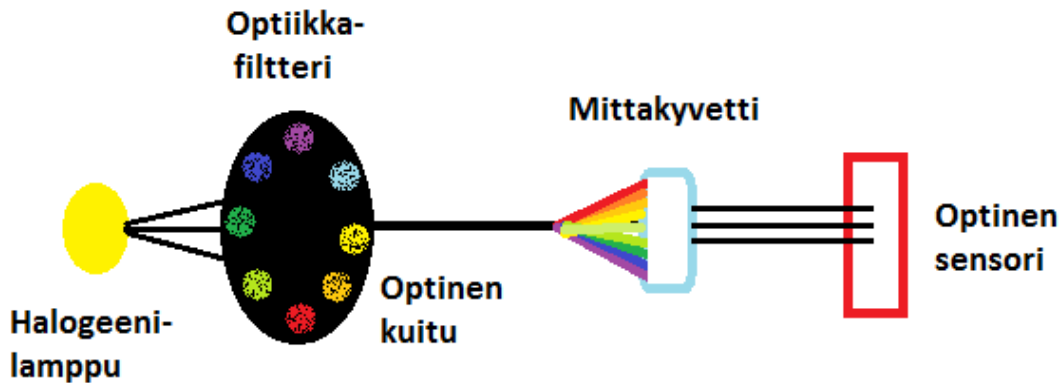 Optiikka-
filtteri
Mittakyvetti
Optinen
sensori
Optinen
kuitu
Halogeeni-
lamppu